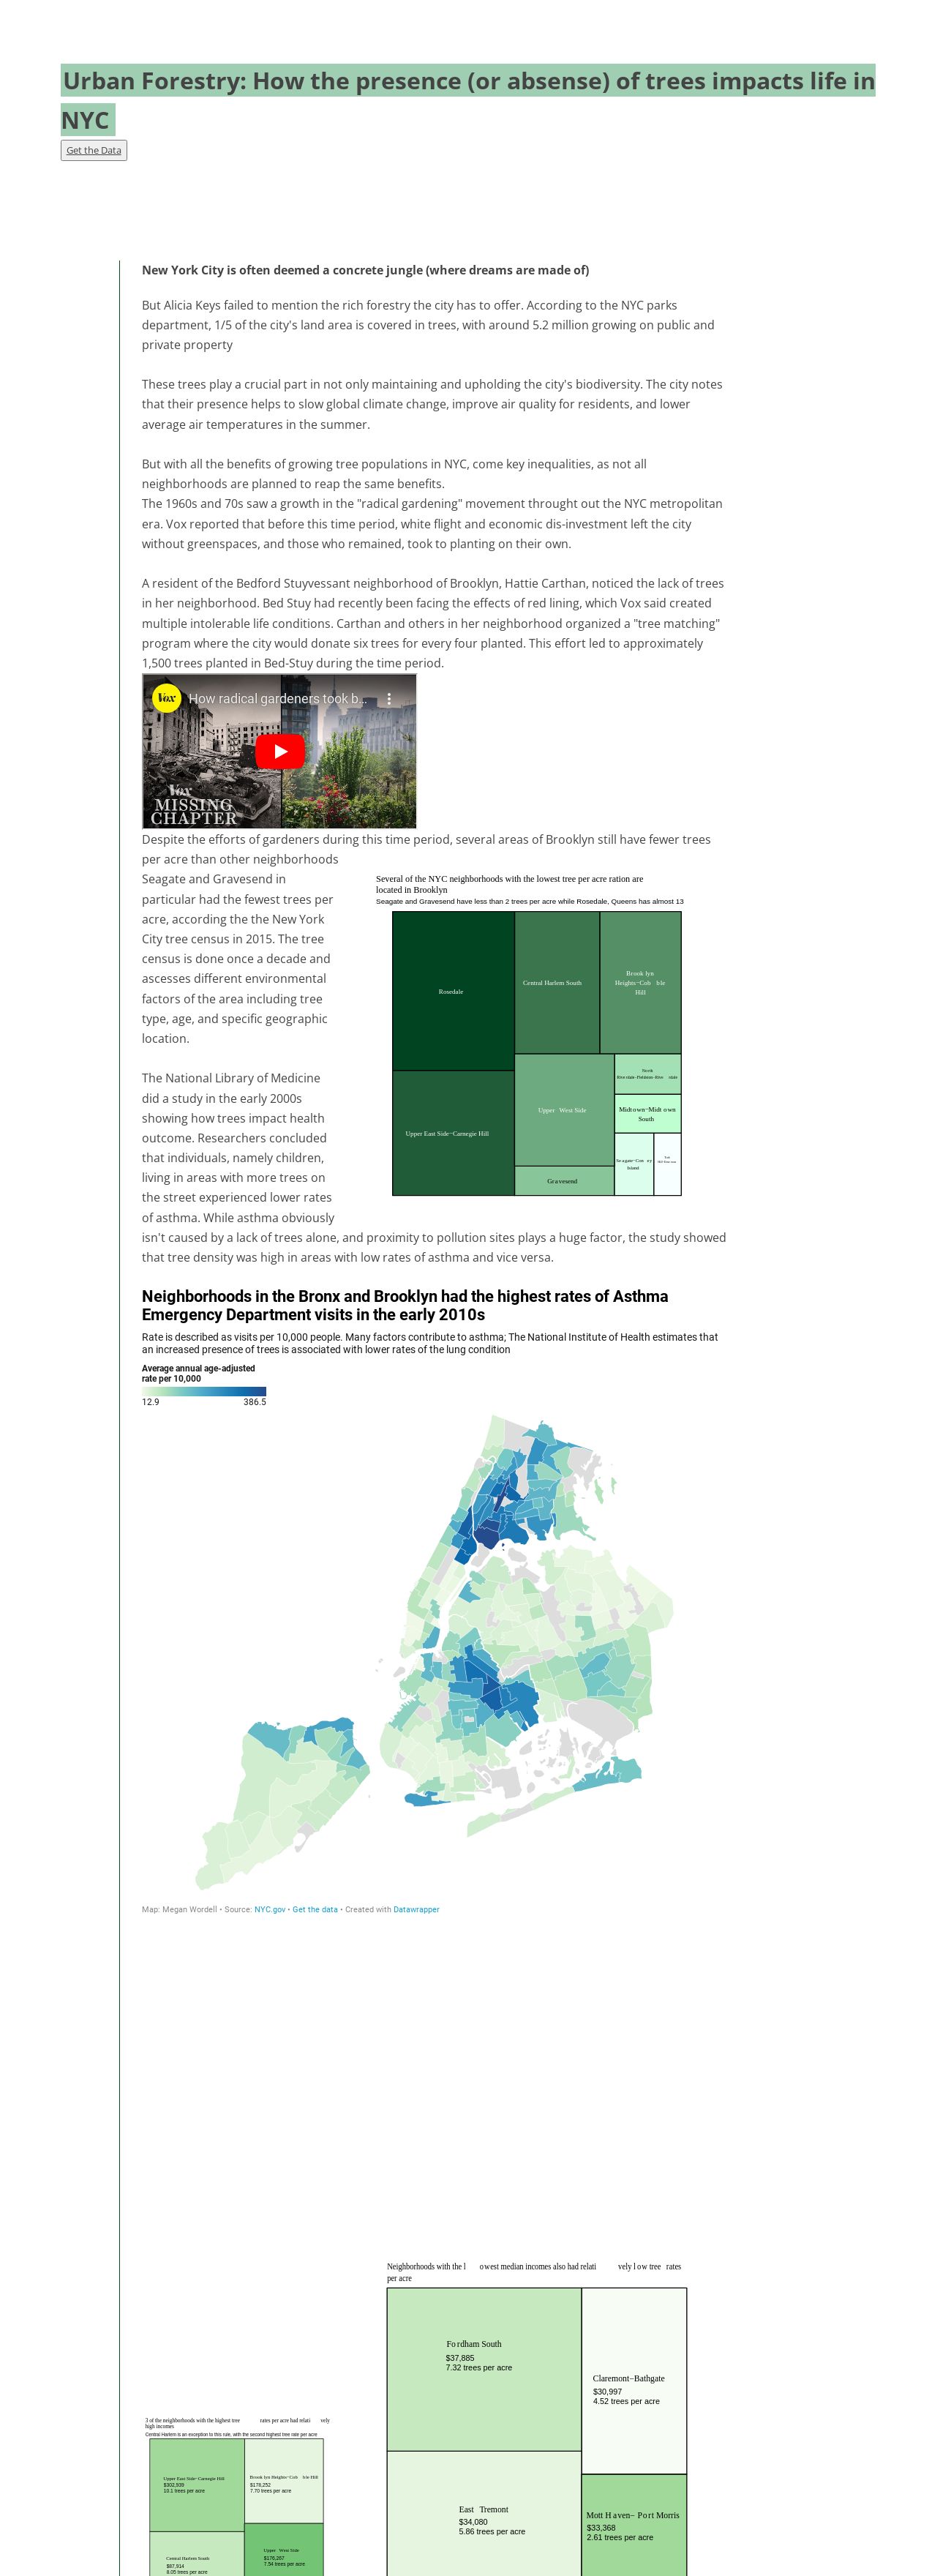 Urban Forestry: How the presence (or absense) of trees impacts life in
NYC
Get the Data
New York City is often deemed a concrete jungle (where dreams are made of)
But Alicia Keys failed to mention the rich forestry the city has to offer. According to the NYC parks
department, 1/5 of the city's land area is covered in trees, with around 5.2 million growing on public and
private property
These trees play a crucial part in not only maintaining and upholding the city's biodiversity. The city notes
that their presence helps to slow global climate change, improve air quality for residents, and lower
average air temperatures in the summer.
But with all the benefits of growing tree populations in NYC, come key inequalities, as not all
neighborhoods are planned to reap the same benefits.
The 1960s and 70s saw a growth in the "radical gardening" movement throught out the NYC metropolitan
era. Vox reported that before this time period, white flight and economic dis-investment left the city
without greenspaces, and those who remained, took to planting on their own.
A resident of the Bedford Stuyvessant neighborhood of Brooklyn, Hattie Carthan, noticed the lack of trees
in her neighborhood. Bed Stuy had recently been facing the effects of red lining, which Vox said created
multiple intolerable life conditions. Carthan and others in her neighborhood organized a "tree matching"
program where the city would donate six trees for every four planted. This effort led to approximately
1,500 trees planted in Bed-Stuy during the time period.
Vox
How radical gardeners took b...
Vox
MISSING
CHAPTER
Despite the efforts of gardeners during this time period, several areas of Brooklyn still have fewer trees
per acre than other neighborhoods
Seagate and Gravesend in
particular had the fewest trees per
acre, according the the New York
City tree census in 2015. The tree
census is done once a decade and
ascesses different environmental
factors of the area including tree
type, age, and specific geographic
location.
The National Library of Medicine
did a study in the early 2000s
showing how trees impact health
outcome. Researchers concluded
that individuals, namely children,
living in areas with more trees on
the street experienced lower rates
of asthma. While asthma obviously
isn't caused by a lack of trees alone, and proximity to pollution sites plays a huge factor, the study showed
that tree density was high in areas with low rates of asthma and vice versa.
Several of the NYC neighborhoods with the lowest tree per acre ration are
located in Brooklyn
Seagate and Gravesend have less than 2 trees per acre while Rosedale, Queens has almost 13
Rosedale
Central Harlem South
Brook lyn
Heights−Cob ble
Hill
Upper East Side−Carnegie Hill
Upper West Side
Gravesend
North
Midtown−Midt own
South
Seagate−Con ey
Island
Neighborhoods in the Bronx and Brooklyn had the highest rates of Asthma
Emergency Department visits in the early 2010s
Rate is described as visits per 10,000 people. Many factors contribute to asthma; The National Institute of Health estimates that
an increased presence of trees is associated with lower rates of the lung condition
Average annual age-adjusted
rate per 10,000
12.9 386.5
Map: Megan Wordell • Source: NYC.gov • Get the data • Created with Datawrapper
Neighborhoods with the l owest median incomes also had relati vely l ow tree rates
per acre
Fo rdham South
$37,885
7.32 trees per acre
Claremont−Bathgate
$30,997
4.52 trees per acre
East Tremont
$34,080
5.86 trees per acre
Mott H aven− Po rt Morris
$33,368
2.61 trees per acre
3 of the neighborhoods with the highest tree rates per acre had relati vely
high incomes
Central Harlem is an exception to this rule, with the second highest tree rate per acre
Upper East Side−Carnegie Hill
10.1 trees per acre
$178,252
7.70 trees per acre
Central Harlem South
$87,914
8.05 trees per acre
Upper West Side
$176,207
7.54 trees per acre